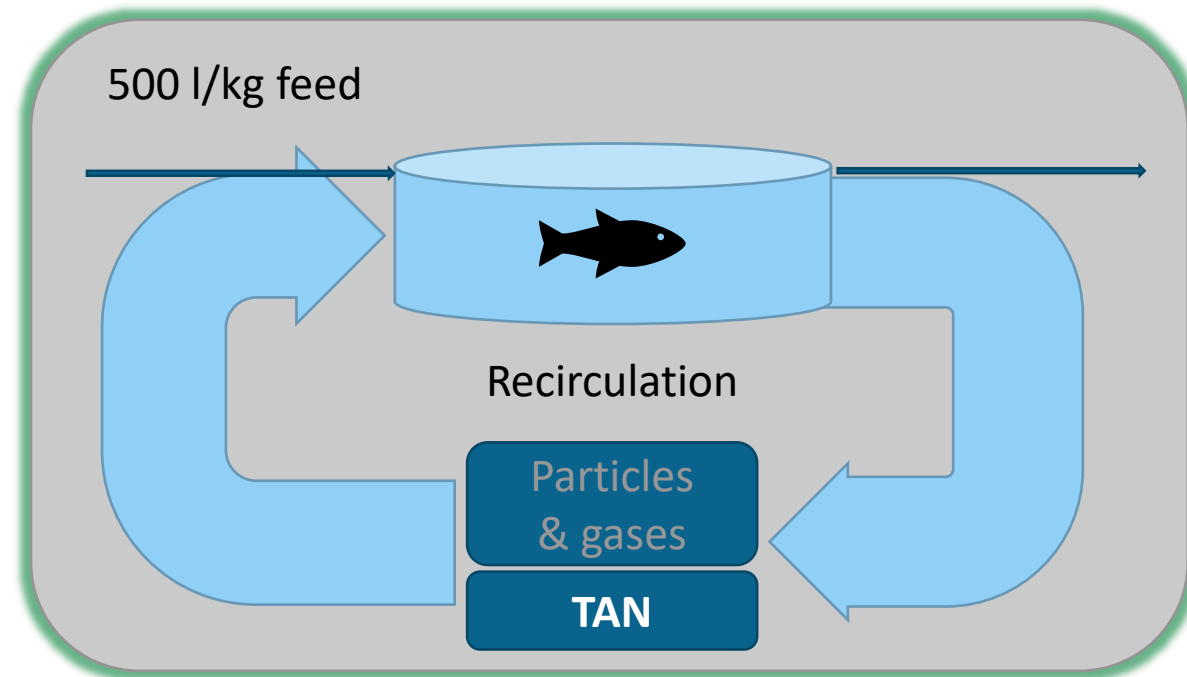 500 l/kg feed
Recirculation
Particles
& gases
TAN